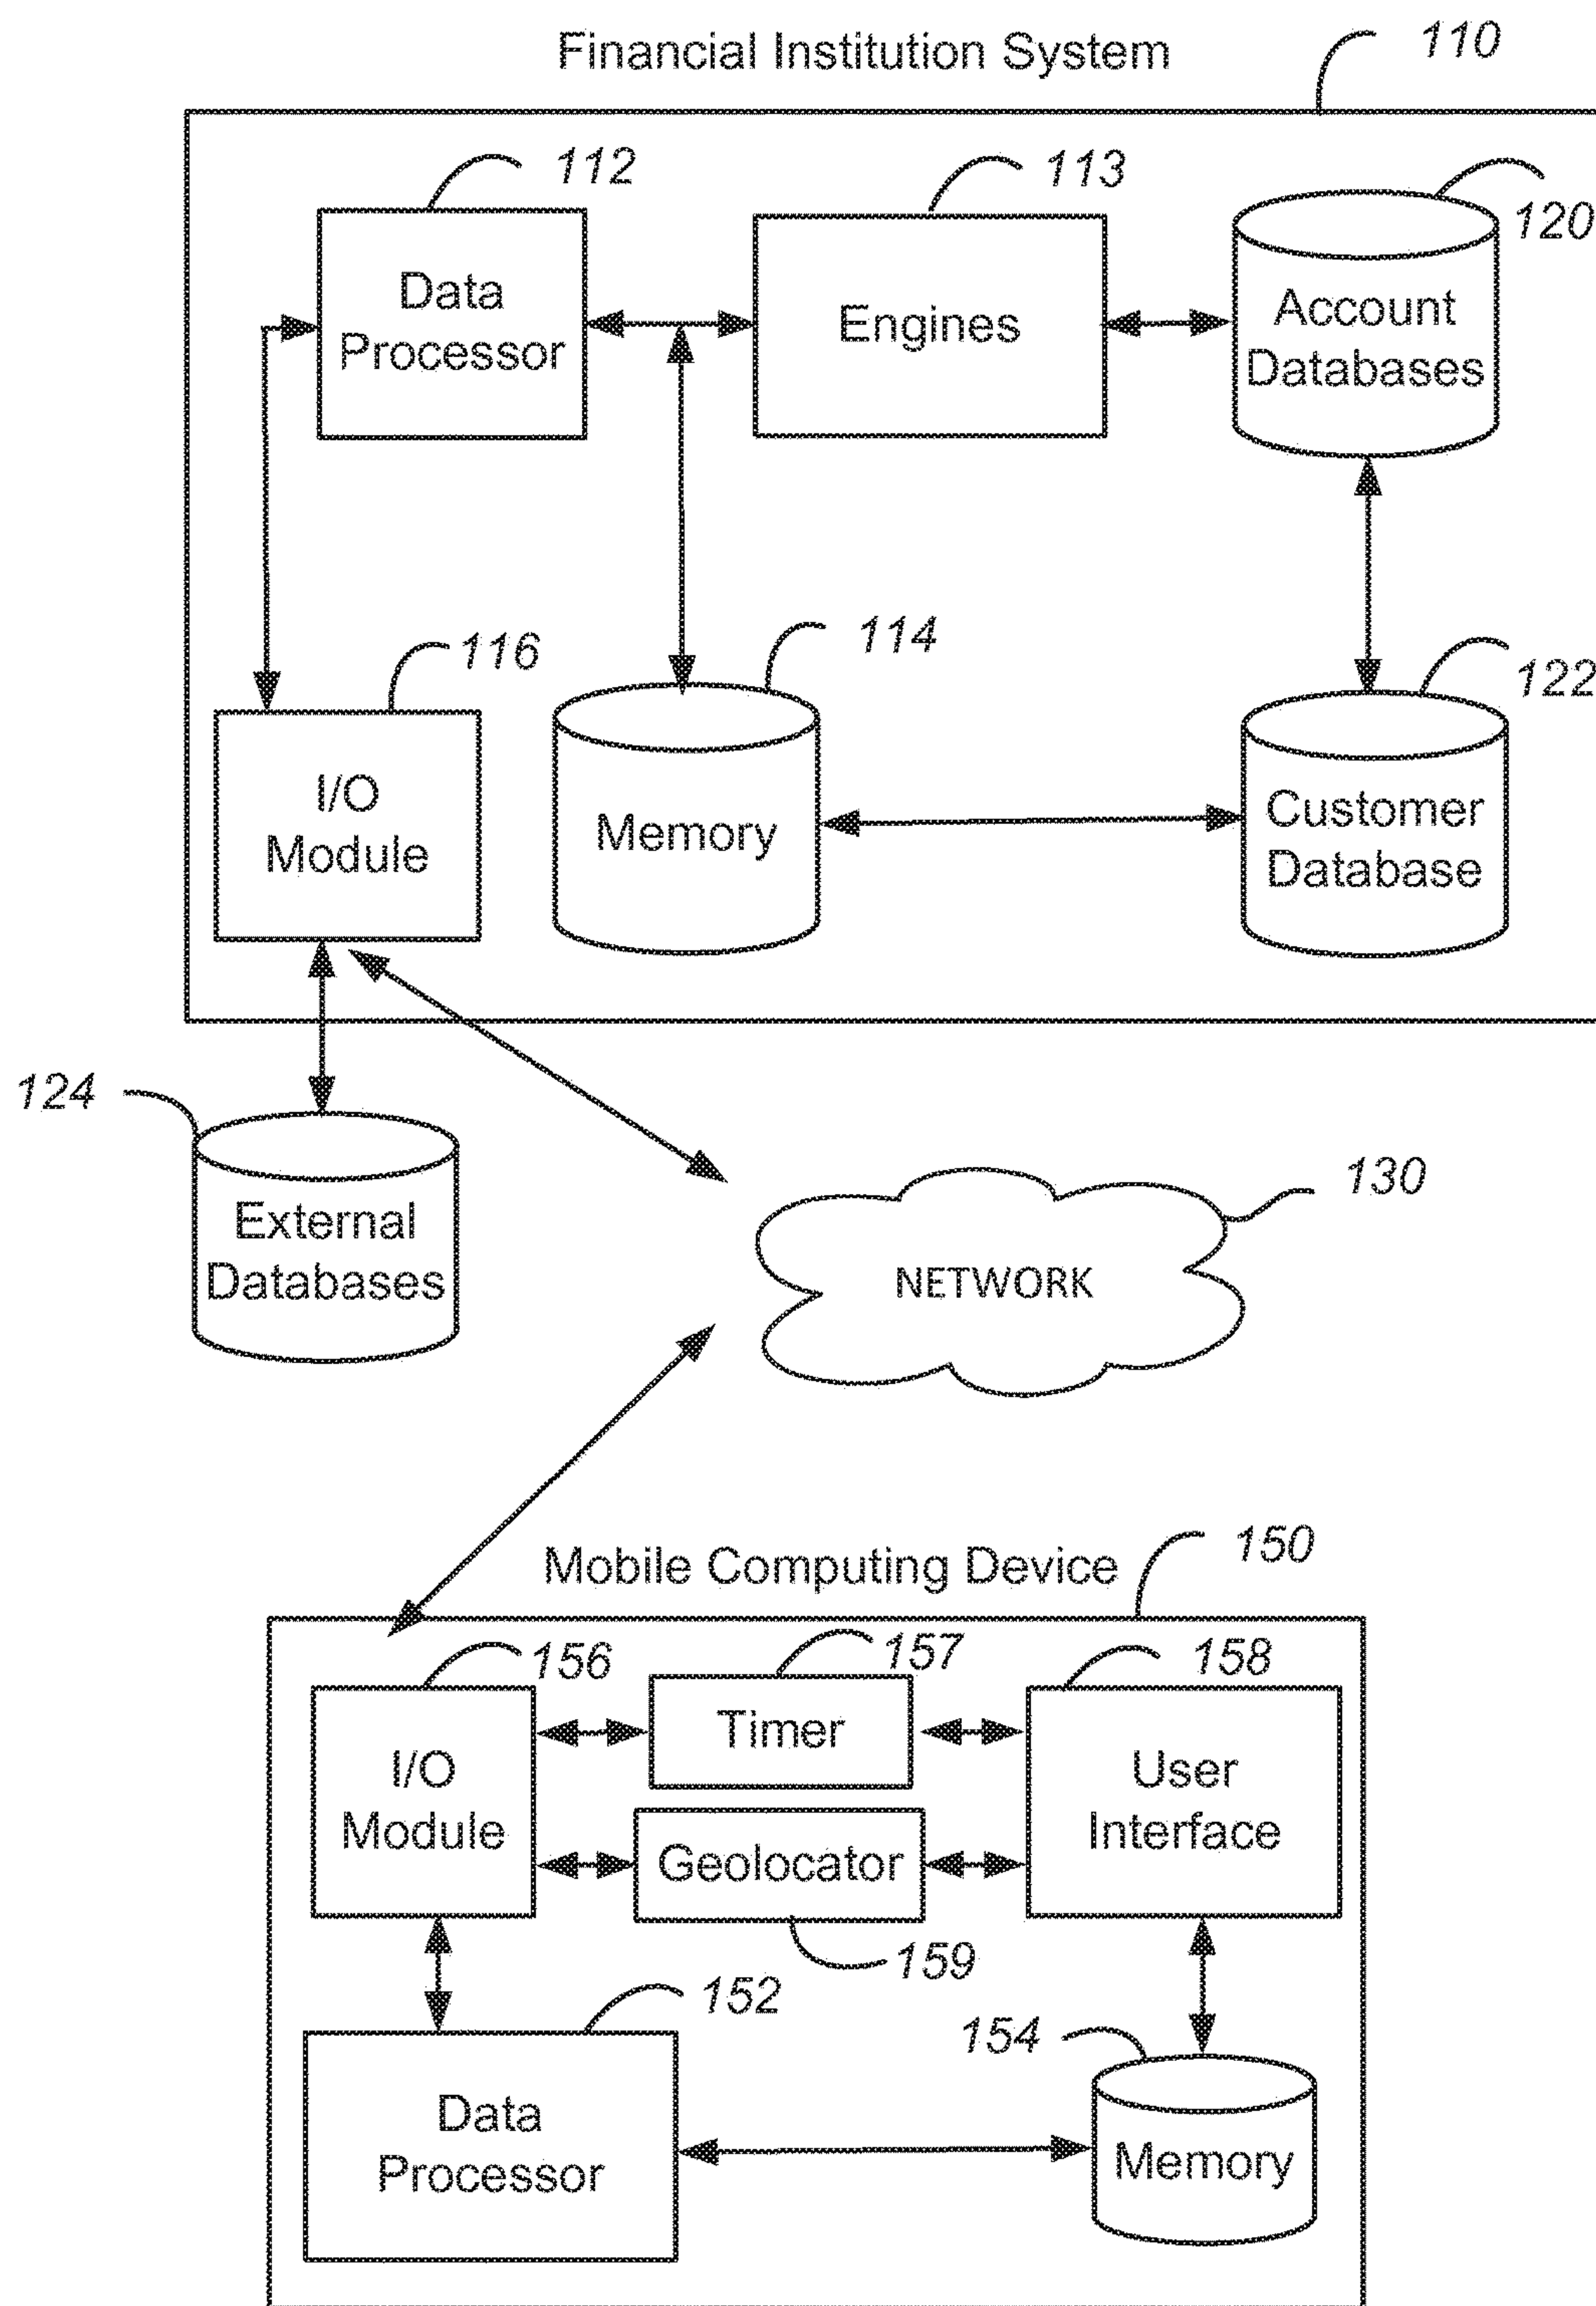 Financial Institution System
110
112
113
120
Data
Processor
Engines
Account
Databases
116
114
122
I/O
Module
Memory
Customer
Database
124
External
Databases
130
NETWORK
Mobile Computing Device
150
156
157
158
I/O
Module
Timer
User
Interface
Geolocator
159
152
154
Data
Processor
Memory